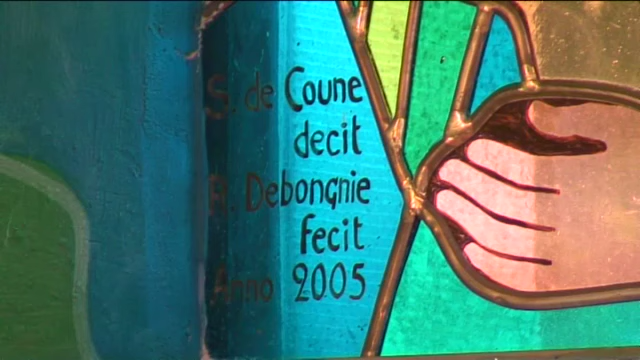 S. de Coune
decit
R. Debongnie
fecit
Anno 2005